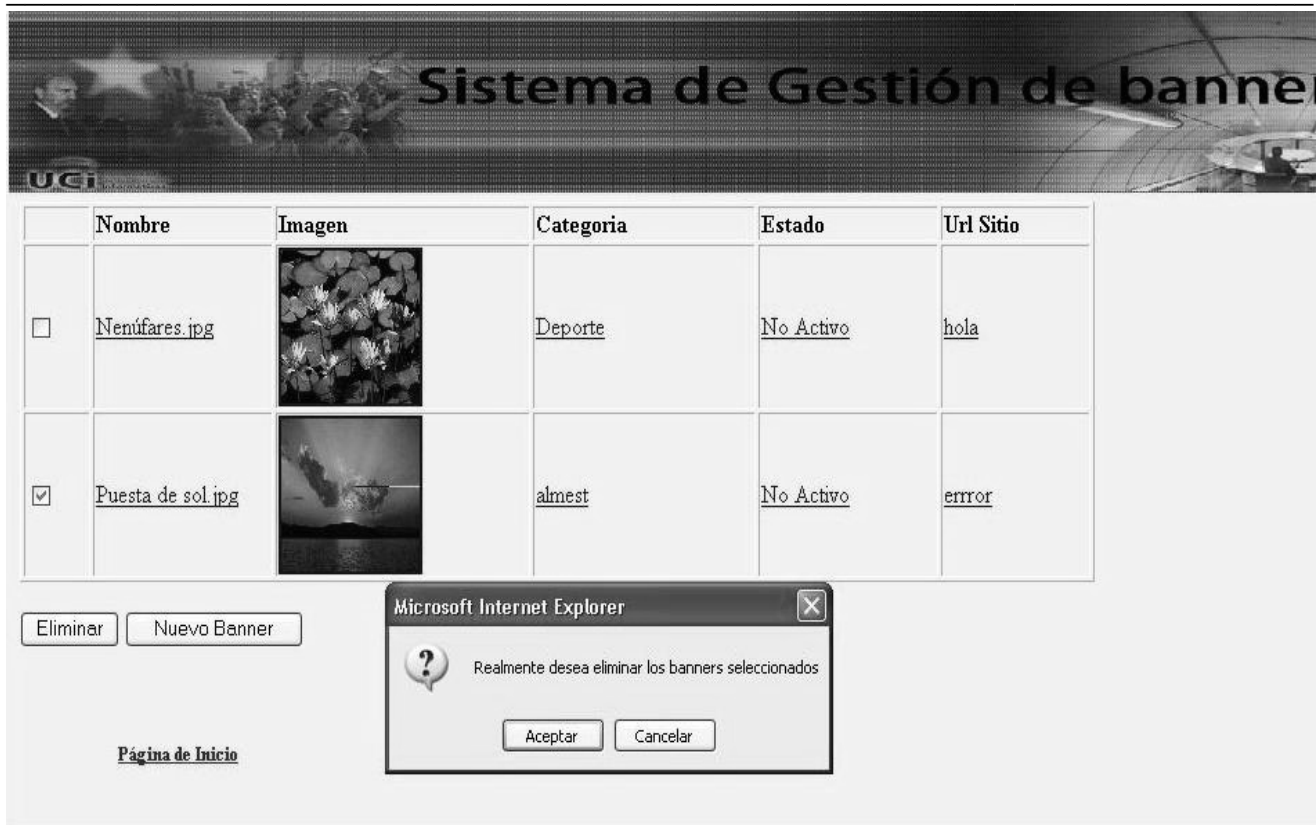 Sistema de Gestión de banne
UCi
Nombre Imagen Categoria Estado Url Sitio
Nenúfares.jpg Deporte No Activo hola
Puesta de sol.jpg almest No Activo errror
Eliminar Nuevo Banner
Microsoft Internet Explorer
Realmente desea eliminar los banners seleccionados
Aceptar Cancelar
Página de Inicio